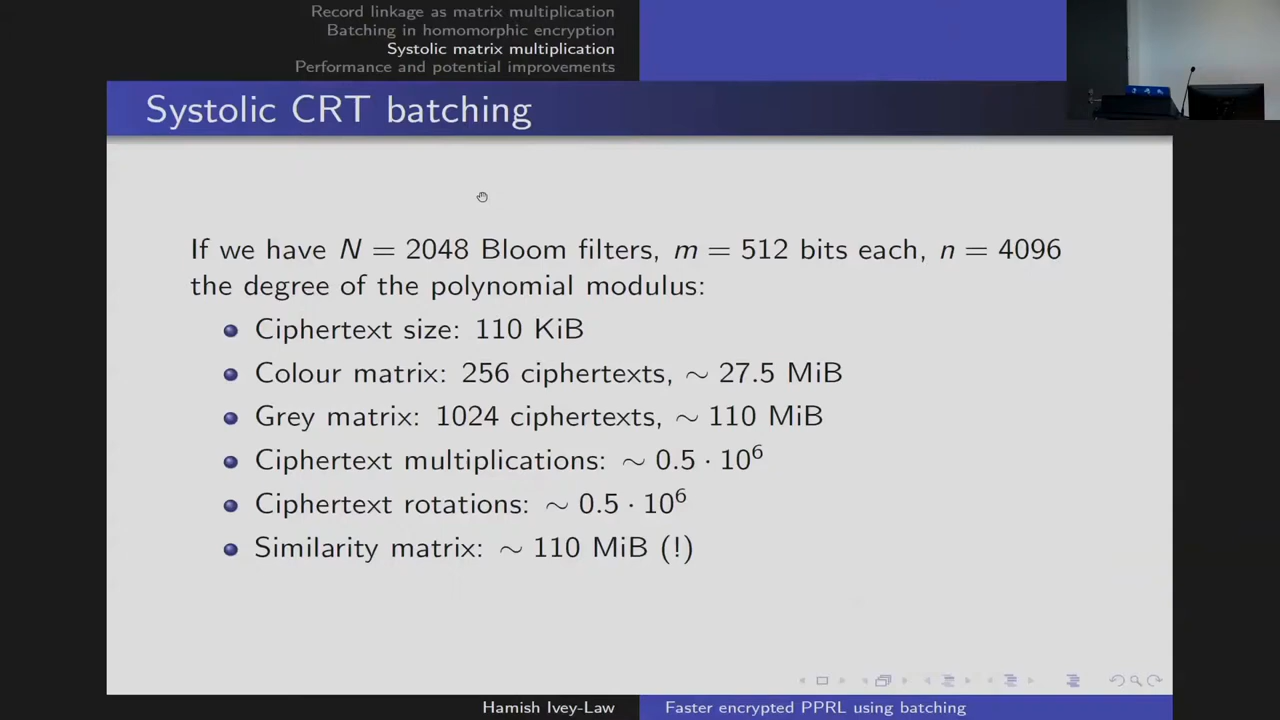 Record linkage as matrix multiplication
Batching in homomorphic encryption
Systolic matrix multiplication
Performance and potential improvements
Systolic CRT batching
If we have N = 2048 Bloom filters, m = 512 bits each, n = 4096
the degree of the polynomial modulus:
Ciphertext size: 110 KiB
Colour matrix: 256 ciphertexts, ∼ 27.5 MiB
Grey matrix: 1024 ciphertexts, ∼ 110 MiB
Ciphertext multiplications: ∼ 0.5 · 10⁶
Ciphertext rotations: ∼ 0.5 · 10⁶
Similarity matrix: ∼ 110 MiB (!)
Hamish Ivey-Law
Faster encrypted PPRL using batching